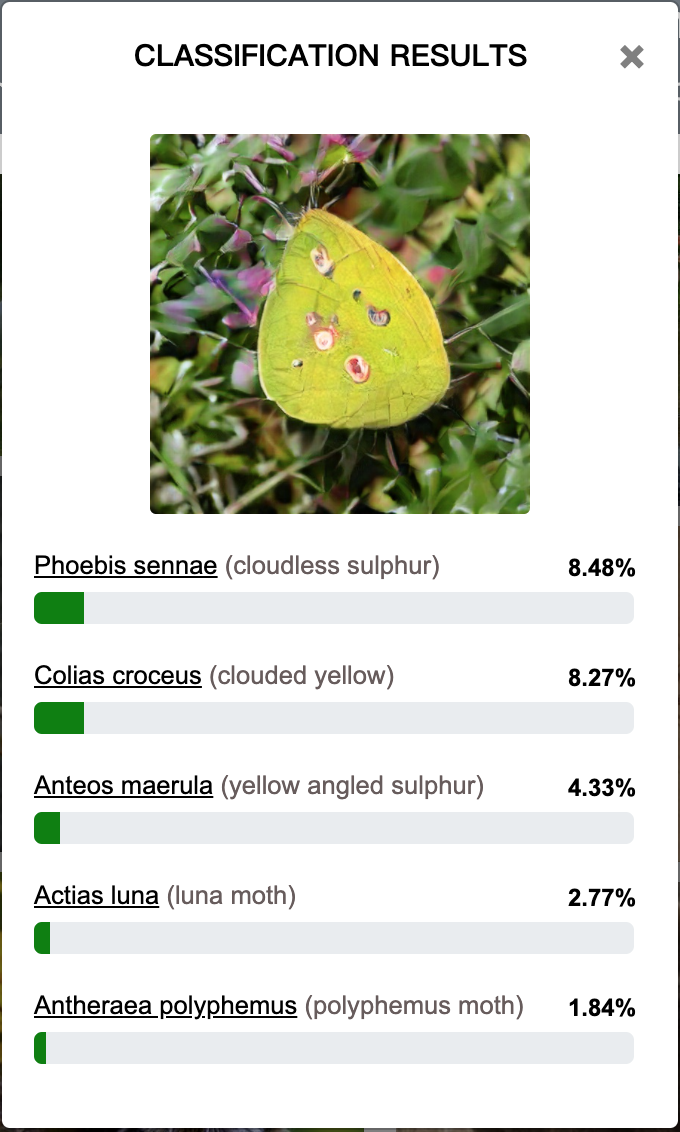 CLASSIFICATION RESULTS
Phoebis sennae (cloudless sulphur) 8.48%
Colias croceus (clouded yellow) 8.27%
Anteos maerula (yellow angled sulphur) 4.33%
Actias luna (luna moth) 2.77%
Antheraea polyphemus (polyphemus moth) 1.84%